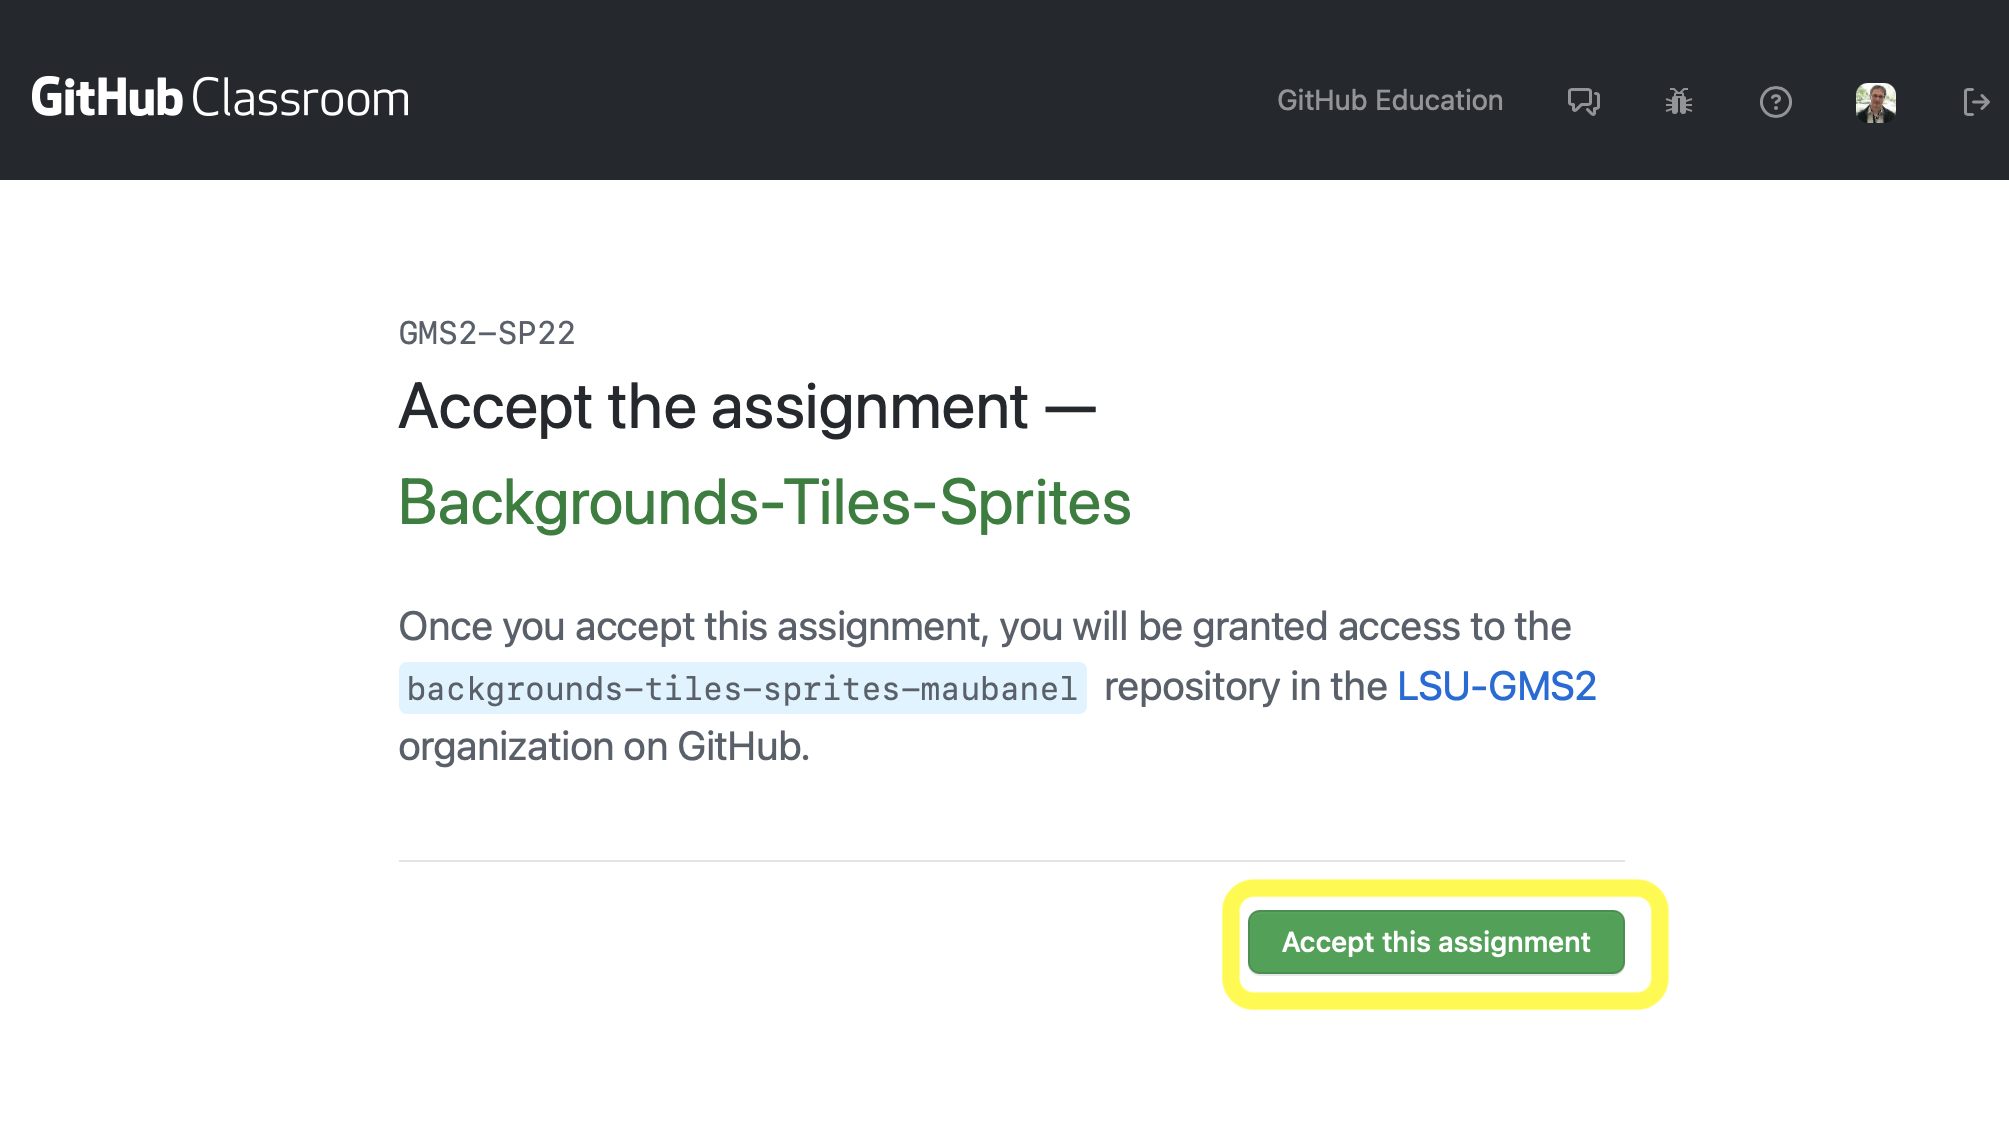 GitHub Classroom
GitHub Education
GMS2-SP22
Accept the assignment —
Backgrounds-Tiles-Sprites
Once you accept this assignment, you will be granted access to the
backgrounds-tiles-sprites-maubanel repository in the LSU-GMS2
organization on GitHub.
Accept this assignment